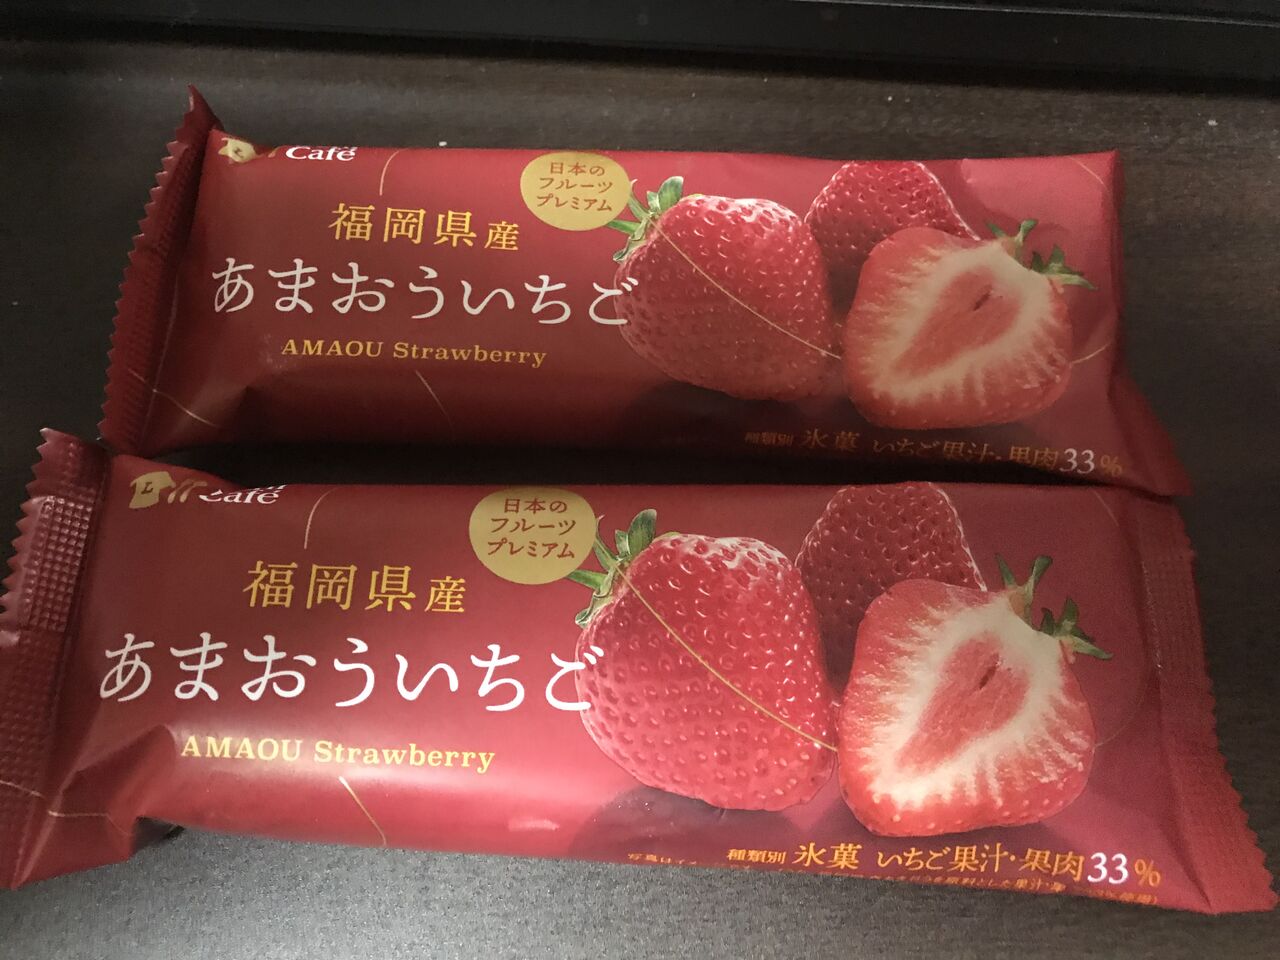 Café
日本の
フルーツ
プレミアム
福岡県産
あまおういちご
AMAOU Strawberry
種類別 氷菓 いちご果汁・果肉33%
Café
日本の
フルーツ
プレミアム
福岡県産
あまおういちご
AMAOU Strawberry
種類別 氷菓 いちご果汁・果肉33%